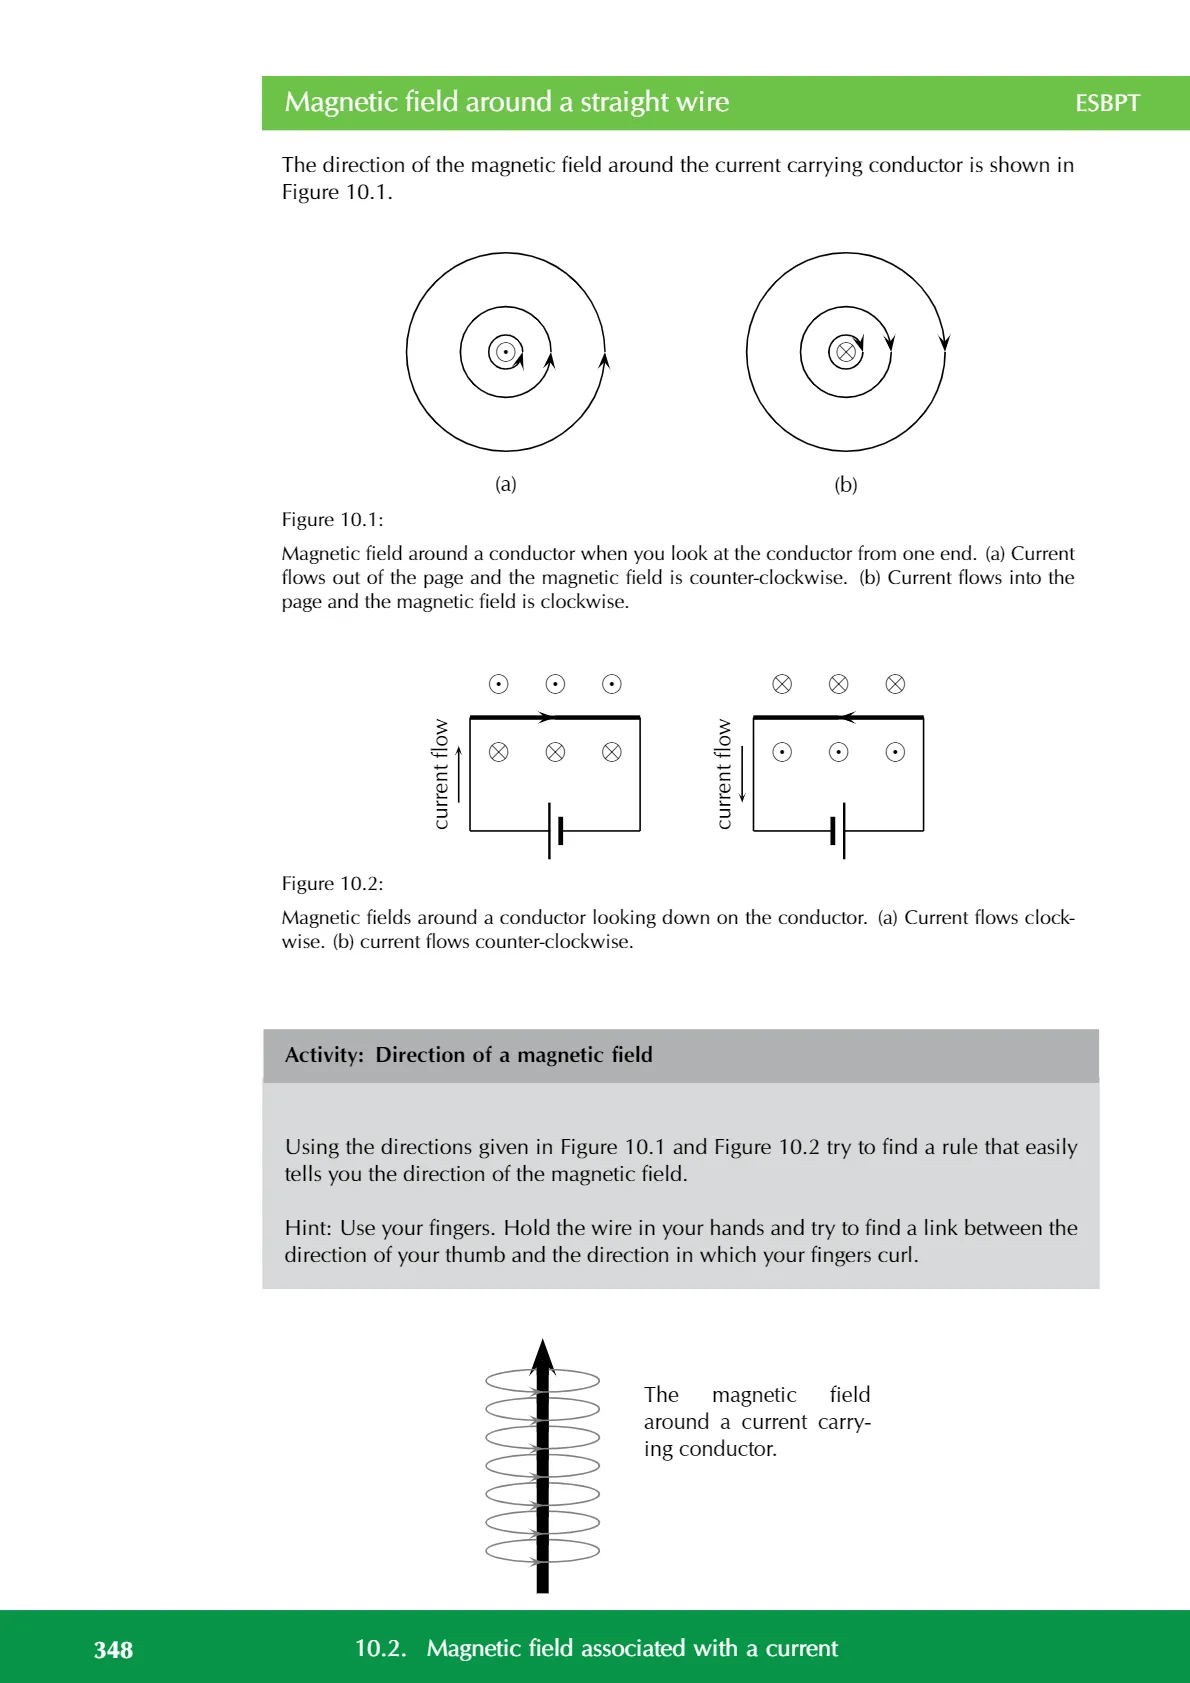 Magnetic field around a straight wire ESBPT
The direction of the magnetic field around the current carrying conductor is shown in
Figure 10.1.
(a) (b)
Figure 10.1:
Magnetic field around a conductor when you look at the conductor from one end. (a) Current
flows out of the page and the magnetic field is counter-clockwise. (b) Current flows into the
page and the magnetic field is clockwise.
current flow
current flow
Figure 10.2:
Magnetic fields around a conductor looking down on the conductor. (a) Current flows clock-
wise. (b) current flows counter-clockwise.
Activity: Direction of a magnetic field
Using the directions given in Figure 10.1 and Figure 10.2 try to find a rule that easily
tells you the direction of the magnetic field.
Hint: Use your fingers. Hold the wire in your hands and try to find a link between the
direction of your thumb and the direction in which your fingers curl.
The magnetic field
around a current carry-
ing conductor.
348 10.2. Magnetic field associated with a current